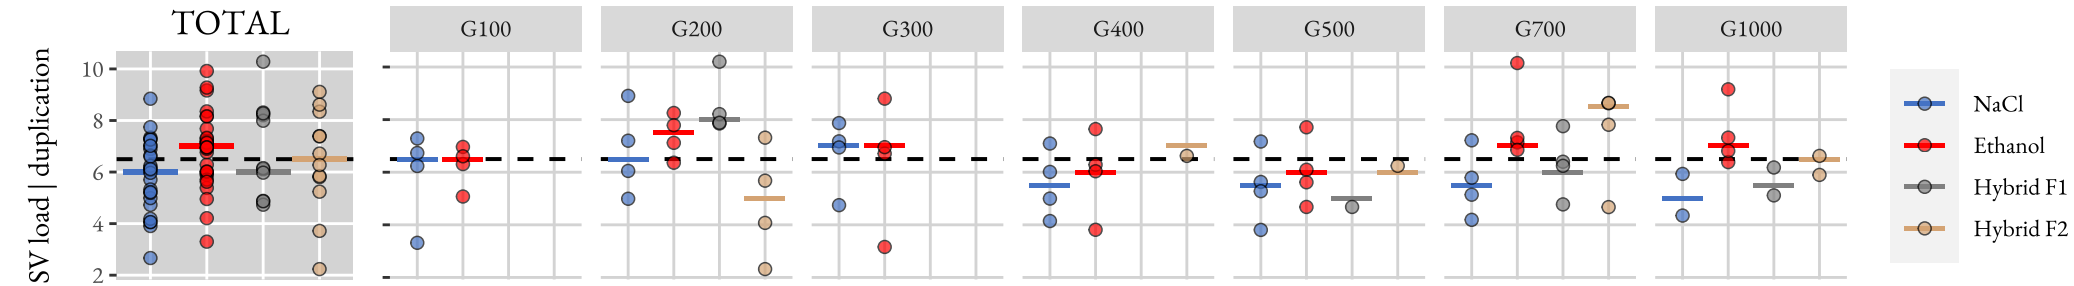 TOTAL
G100
G200
G300
G400
G500
G700
G1000
SV load | duplication
10
8
6
4
2
NaCl
Ethanol
Hybrid F1
Hybrid F2